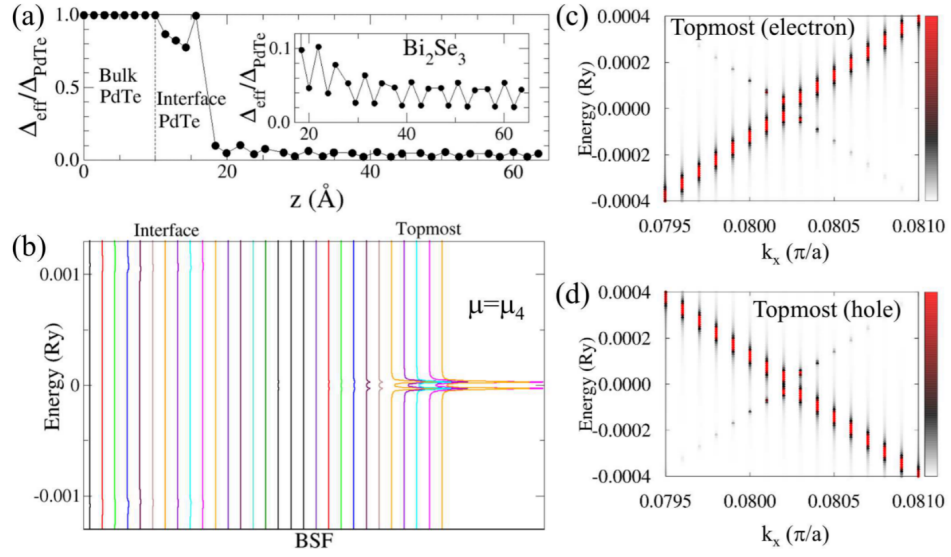 (a)
Δeff/ΔPdTe
1.0
0.0
Bulk
PdTe
Interface
PdTe
0 20 40 60
z (Å)
Bi2Se3
Δeff/ΔPdTe
0.1
0.0
20 30 40 50 60
(b)
Interface Topmost
Energy (Ry)
0.001
0
-0.001
μ=μ4
BSF
(c)
Topmost (electron)
Energy (Ry)
0.0004
0.0002
0.0000
-0.0002
-0.0004
0.0795 0.0800 0.0805 0.0810
kx (π/a)
(d)
Topmost (hole)
Energy (Ry)
0.0004
0.0002
0.0000
-0.0002
-0.0004
0.0795 0.0800 0.0805 0.0810
kx (π/a)